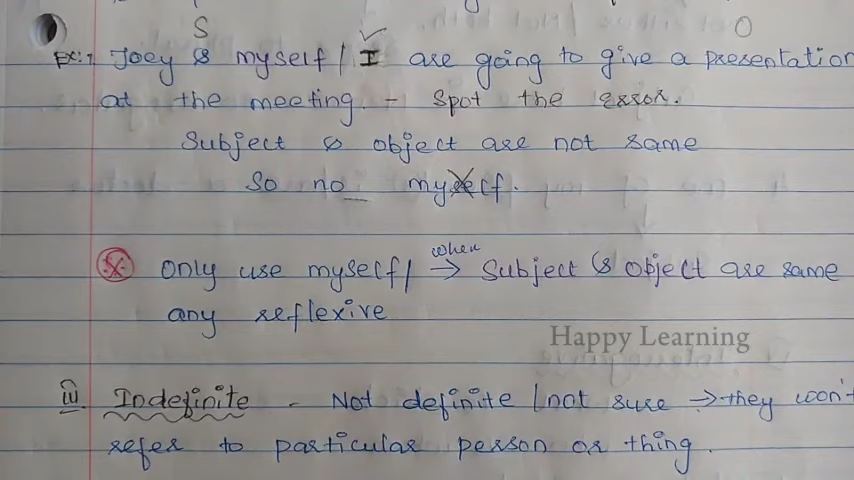 S ✓ O
Ex:1 Joey & myself / I are going to give a presentation
at the meeting. - Spot the error.
Subject & object are not same
So no myself.
only use myself / when → Subject & object are same
any reflexive
Happy Learning
iii. Indefinite - Not definite / not sure → they won't
refer to particular person or thing.